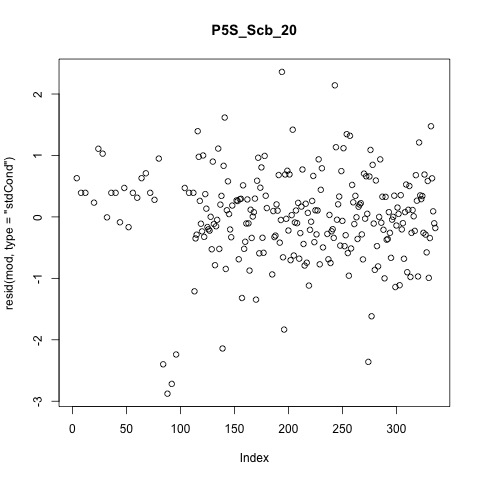 P5S_Scb_20
resid(mod, type = "stdCond")
2
1
0
-1
-2
-3
0 50 100 150 200 250 300
Index